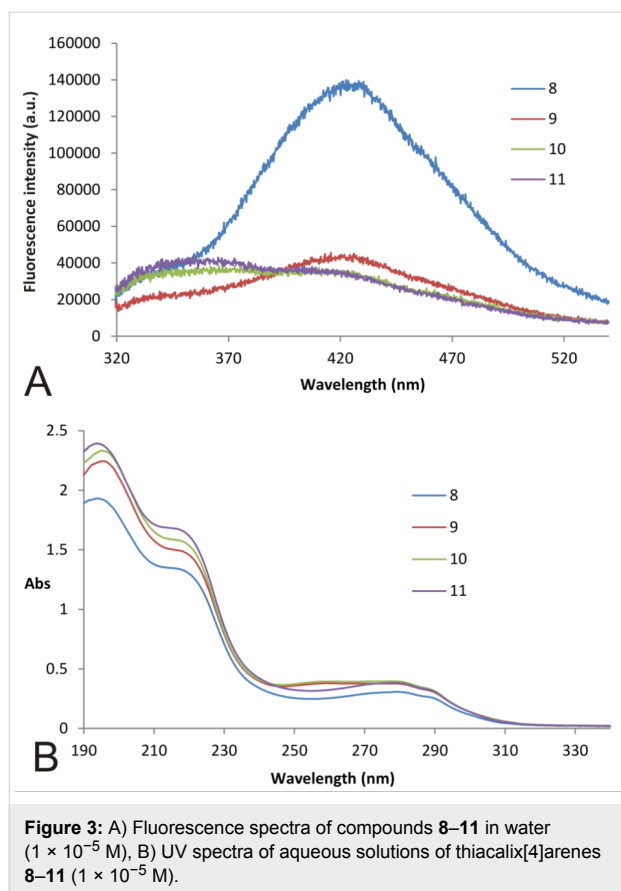 160000
140000
120000
100000
80000
60000
40000
20000
0
Fluorescence intensity (a.u.)
8
9
10
11
320 370 420 470 520
Wavelength (nm)
A
2.5
2
1.5
1
0.5
0
Abs
8
9
10
11
190 210 230 250 270 290 310 330
Wavelength (nm)
B
Figure 3: A) Fluorescence spectra of compounds 8–11 in water
(1 × 10⁻⁵ M), B) UV spectra of aqueous solutions of thiacalix[4]arenes
8–11 (1 × 10⁻⁵ M).